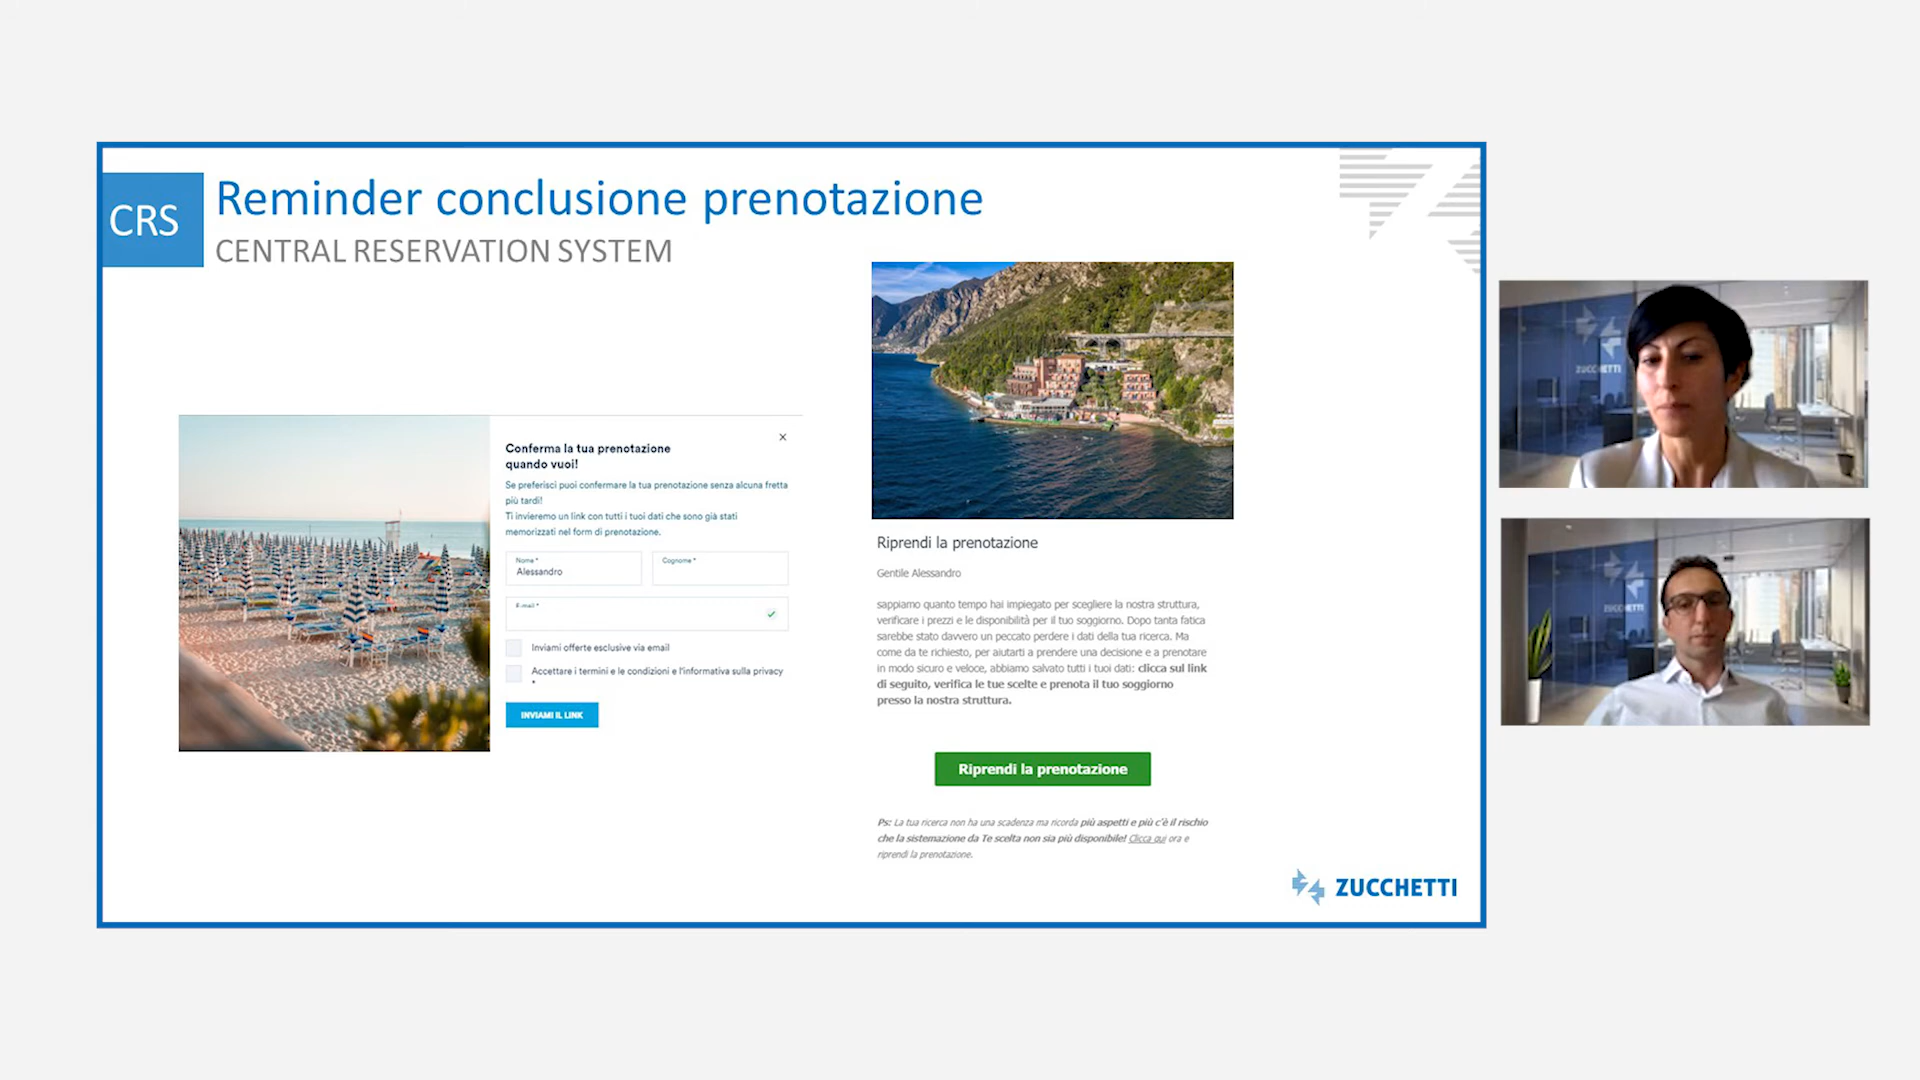 CRS
Reminder conclusione prenotazione
CENTRAL RESERVATION SYSTEM
Conferma la tua prenotazione
quando vuoi!
Se preferisci puoi confermare la tua prenotazione senza alcuna fretta
più tardi!
Ti invieremo un link con tutti i tuoi dati che sono già stati
memorizzati nel form di prenotazione.
Nome *
Alessandro
Cognome *
E-mail *
Inviami offerte esclusive via email
Accettare i termini e le condizioni e l'informativa sulla privacy
*
INVIAMI IL LINK
Riprendi la prenotazione
Gentile Alessandro
sappiamo quanto tempo hai impiegato per scegliere la nostra struttura,
verificare i prezzi e le disponibilità per il tuo soggiorno. Dopo tanta fatica
sarebbe stato davvero un peccato perdere i dati della tua ricerca. Ma
come da te richiesto, per aiutarti a prendere una decisione e a prenotare
in modo sicuro e veloce, abbiamo salvato tutti i tuoi dati: clicca sul link
di seguito, verifica le tue scelte e prenota il tuo soggiorno
presso la nostra struttura.
Riprendi la prenotazione
Ps: La tua ricerca non ha una scadenza ma ricorda più aspetti e più c'è il rischio
che la sistemazione da Te scelta non sia più disponibile! Clicca qui ora e
riprendi la prenotazione.
ZUCCHETTI
ZUCCHETTI
ZUCCHETTI